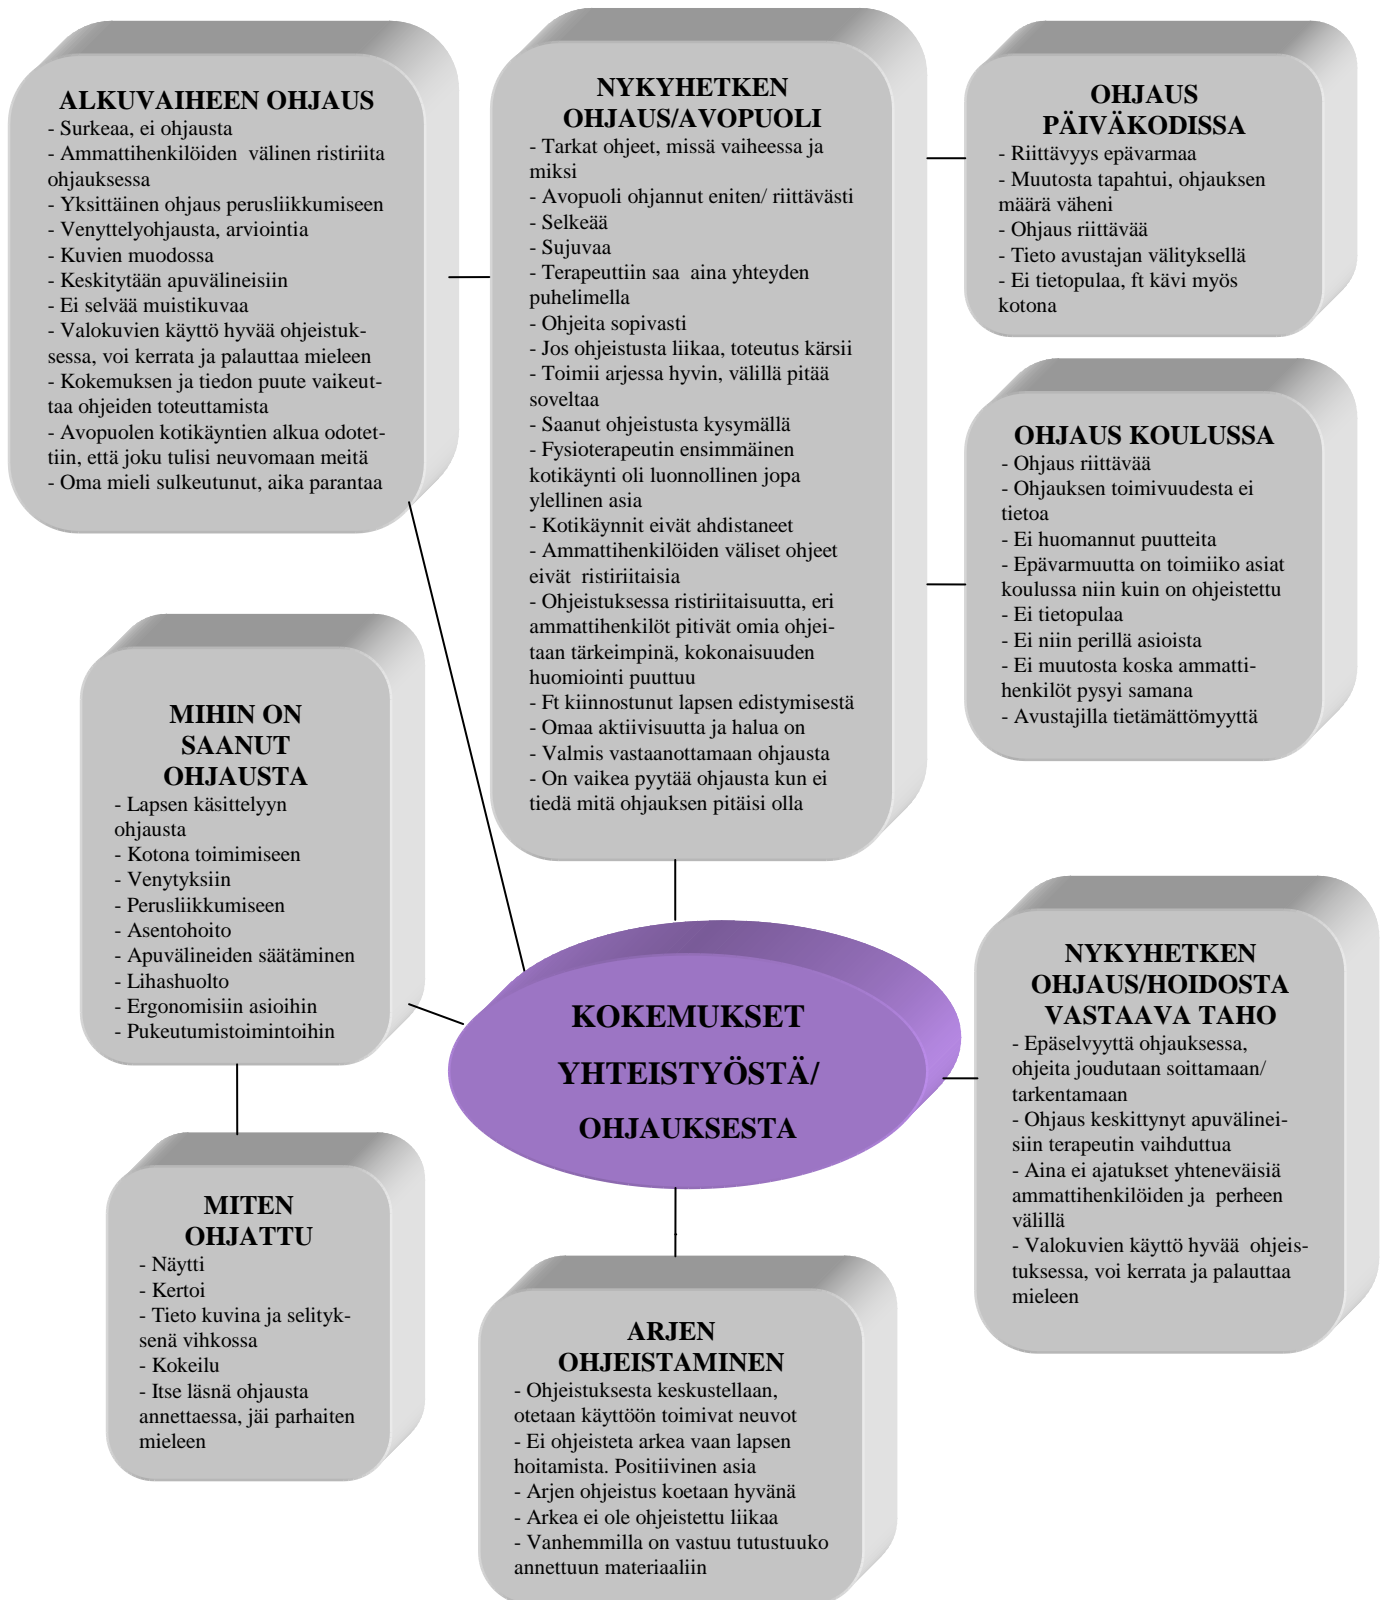 ALKUVAIHEEN OHJAUS
- Surkeaa, ei ohjausta
- Ammattihenkilöiden välinen ristiriita
ohjauksessa
- Yksittäinen ohjaus perusliikkumiseen
- Venyttelyohjausta, arviointia
- Kuvien muodossa
- Keskitytään apuvälineisiin
- Ei selvää muistikuvaa
- Valokuvien käyttö hyvää ohjeistuk-
sessa, voi kerrata ja palauttaa mieleen
- Kokemuksen ja tiedon puute vaikeut-
taa ohjeiden toteuttamista
- Avopuolen kotikäyntien alkua odotet-
tiin, että joku tulisi neuvomaan meitä
- Oma mieli sulkeutunut, aika parantaa
NYKYHETKEN
OHJAUS/AVOPUOLI
- Tarkat ohjeet, missä vaiheessa ja
miksi
- Avopuoli ohjannut eniten/ riittävästi
- Selkeää
- Sujuvaa
- Terapeuttiin saa aina yhteyden
puhelimella
- Ohjeita sopivasti
- Jos ohjeistusta liikaa, toteutus kärsii
- Toimii arjessa hyvin, välillä pitää
soveltaa
- Saanut ohjeistusta kysymällä
- Fysioterapeutin ensimmäinen
kotikäynti oli luonnollinen jopa
ylellinen asia
- Kotikäynnit eivät ahdistaneet
- Ammattihenkilöiden väliset ohjeet
eivät ristiriitaisia
- Ohjeistuksessa ristiriitaisuutta, eri
ammattihenkilöt pitivät omia ohjei-
taan tärkeimpinä, kokonaisuuden
huomiointi puuttuu
- Ft kiinnostunut lapsen edistymisestä
- Omaa aktiivisuutta ja halua on
- Valmis vastaanottamaan ohjausta
- On vaikea pyytää ohjausta kun ei
tiedä mitä ohjauksen pitäisi olla
OHJAUS
PÄIVÄKODISSA
- Riittävyys epävarmaa
- Muutosta tapahtui, ohjauksen
määrä väheni
- Ohjaus riittävää
- Tieto avustajan välityksellä
- Ei tietopulaa, ft kävi myös
kotona
OHJAUS KOULUSSA
- Ohjaus riittävää
- Ohjauksen toimivuudesta ei
tietoa
- Ei huomannut puutteita
- Epävarmuutta on toimiiko asiat
koulussa niin kuin on ohjeistettu
- Ei tietopulaa
- Ei niin perillä asioista
- Ei muutosta koska ammatti-
henkilöt pysyi samana
- Avustajilla tietämättömyyttä
MIHIN ON
SAANUT
OHJAUSTA
- Lapsen käsittelyyn
ohjausta
- Kotona toimimiseen
- Venytyksiin
- Perusliikkumiseen
- Asentohoito
- Apuvälineiden säätäminen
- Lihashuolto
- Ergonomisiin asioihin
- Pukeutumistoimintoihin
KOKEMUKSET
YHTEISTYÖSTÄ/
OHJAUKSESTA
NYKYHETKEN
OHJAUS/HOIDOSTA
VASTAAVA TAHO
- Epäselvyyttä ohjauksessa,
ohjeita joudutaan soittamaan/
tarkentamaan
- Ohjaus keskittynyt apuvälinei-
siin terapeutin vaihduttua
- Aina ei ajatukset yhteneväisiä
ammattihenkilöiden ja perheen
välillä
- Valokuvien käyttö hyvää ohjeis-
tuksessa, voi kerrata ja palauttaa
mieleen
MITEN
OHJATTU
- Näytti
- Kertoi
- Tieto kuvina ja selityk-
senä vihkossa
- Kokeilu
- Itse läsnä ohjausta
annettaessa, jäi parhaiten
mieleen
ARJEN
OHJEISTAMINEN
- Ohjeistuksesta keskustellaan,
otetaan käyttöön toimivat neuvot
- Ei ohjeisteta arkea vaan lapsen
hoitamista. Positiivinen asia
- Arjen ohjeistus koetaan hyvänä
- Arkea ei ole ohjeistettu liikaa
- Vanhemmilla on vastuu tutustuuko
annettuun materiaaliin